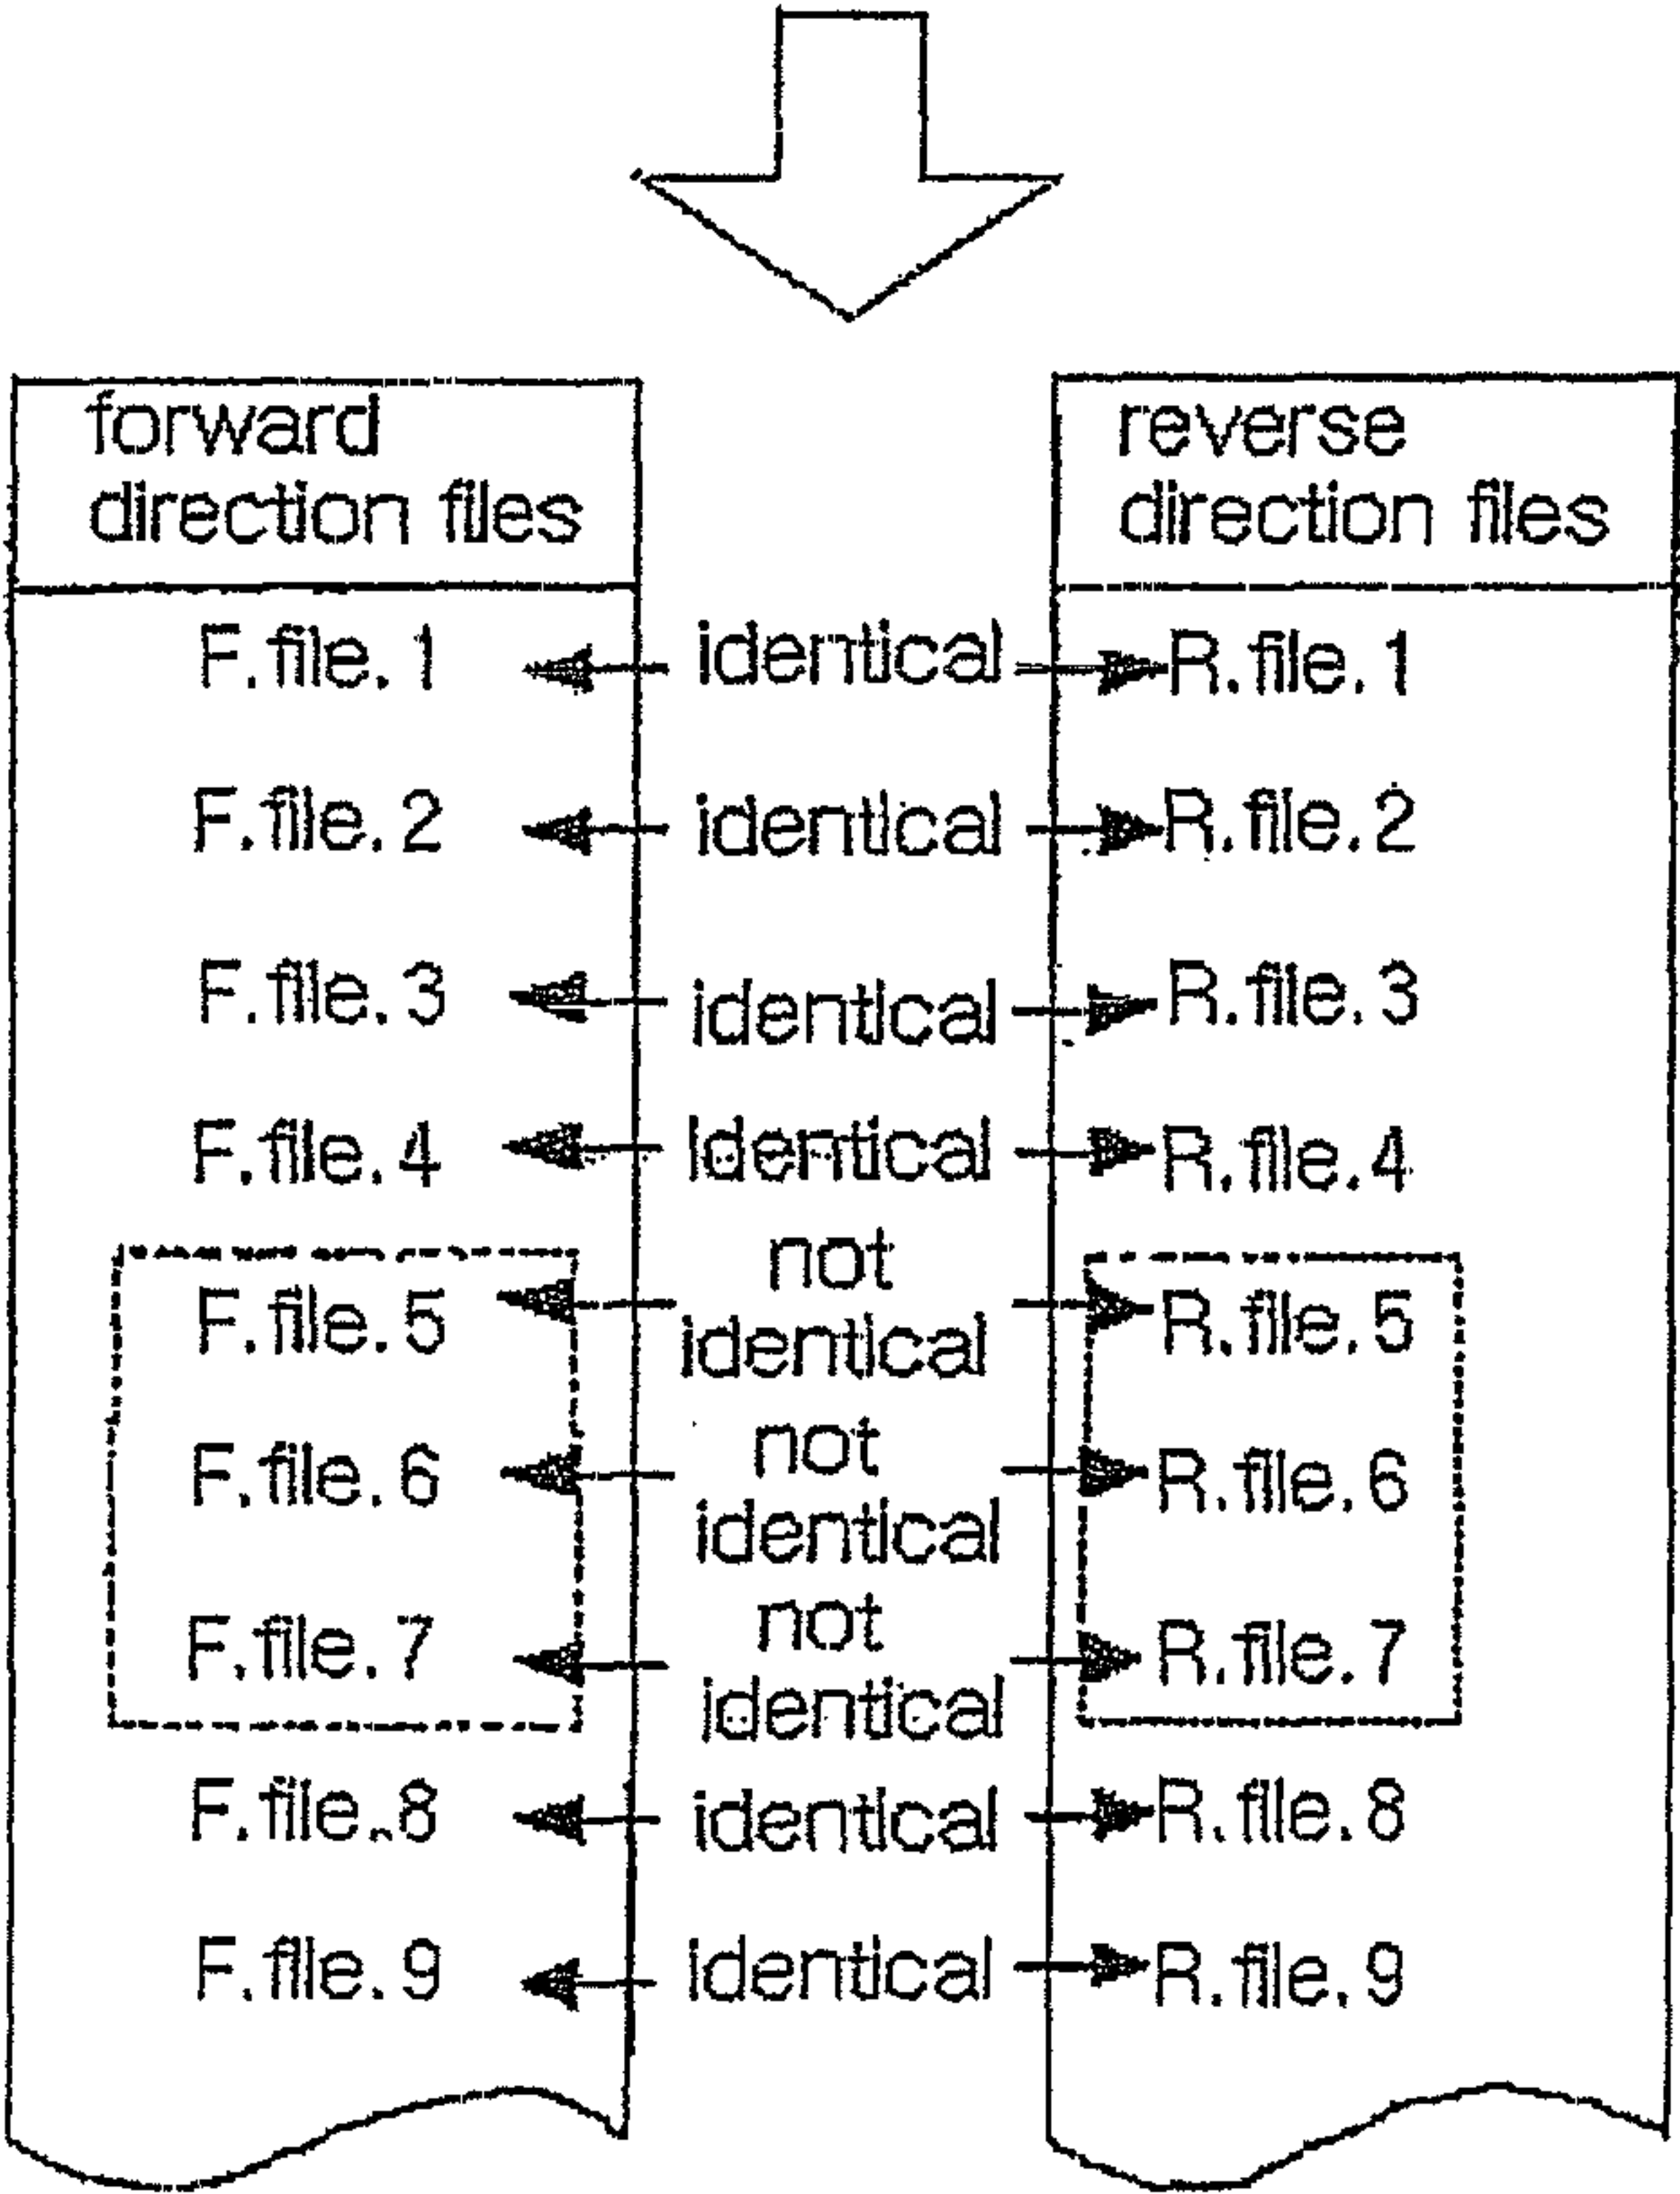 forward
direction files
reverse
direction files
F.file.1 identical R.file.1
F.file.2 identical R.file.2
F.file.3 identical R.file.3
F.file.4 identical R.file.4
not
F.file.5 identical R.file.5
not
F.file.6 identical R.file.6
not
F.file.7 identical R.file.7
F.file.8 identical R.file.8
F.file.9 identical R.file.9